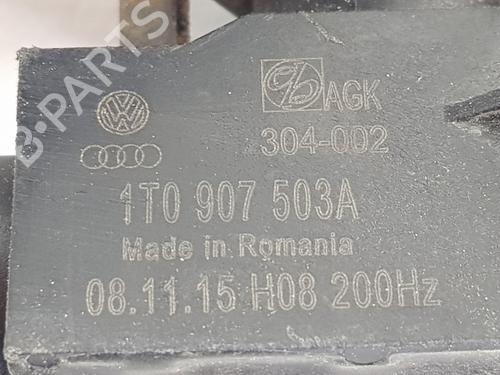 AGK
304-002
1T0 907 503A
Made in Romania
08.11.15 H08 200Hz
B-PARTS